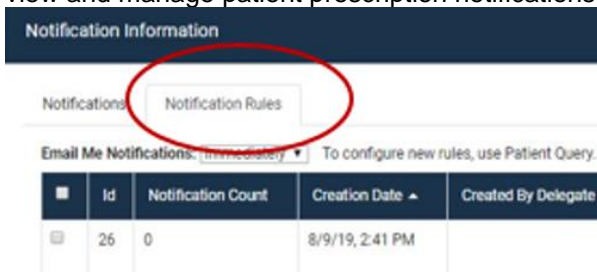 view and manage patient prescription notifications
Notification Information
Notifications Notification Rules
Email Me Notifications: Immediately To configure new rules, use Patient Query.
Id Notification Count Creation Date Created By Delegate
26 0 8/9/19, 2:41 PM